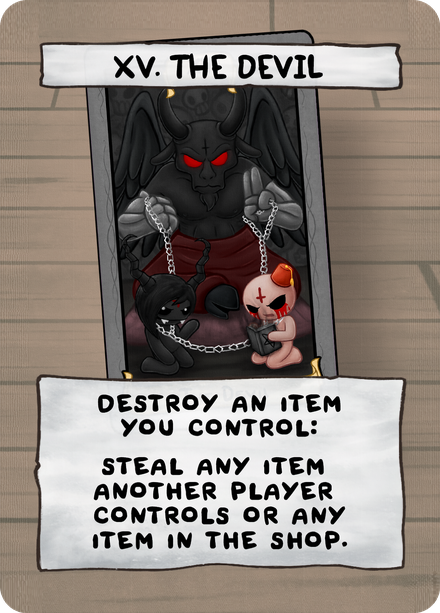 XV. THE DEVIL
DESTROY AN ITEM
YOU CONTROL:
STEAL ANY ITEM
ANOTHER PLAYER
CONTROLS OR ANY
ITEM IN THE SHOP.